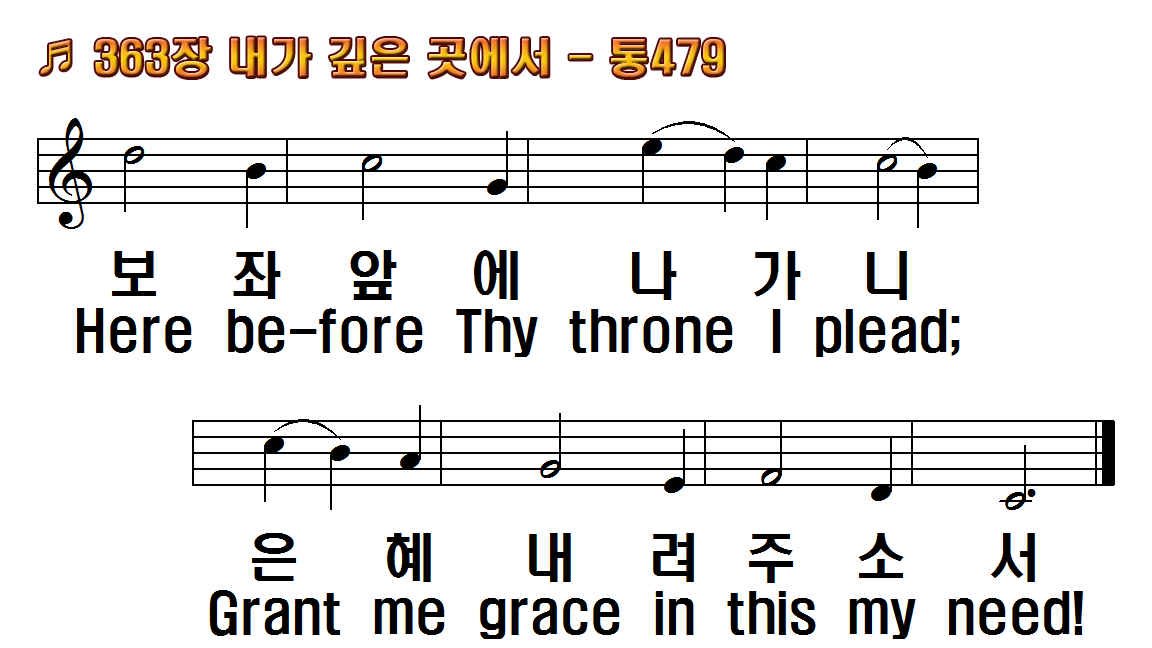 ♬ 363장 내가 깊은 곳에서 - 통479
보 좌 앞 에 나 가 니
Here be-fore Thy throne I plead;
은 혜 내 려 주 소 서
Grant me grace in this my need!